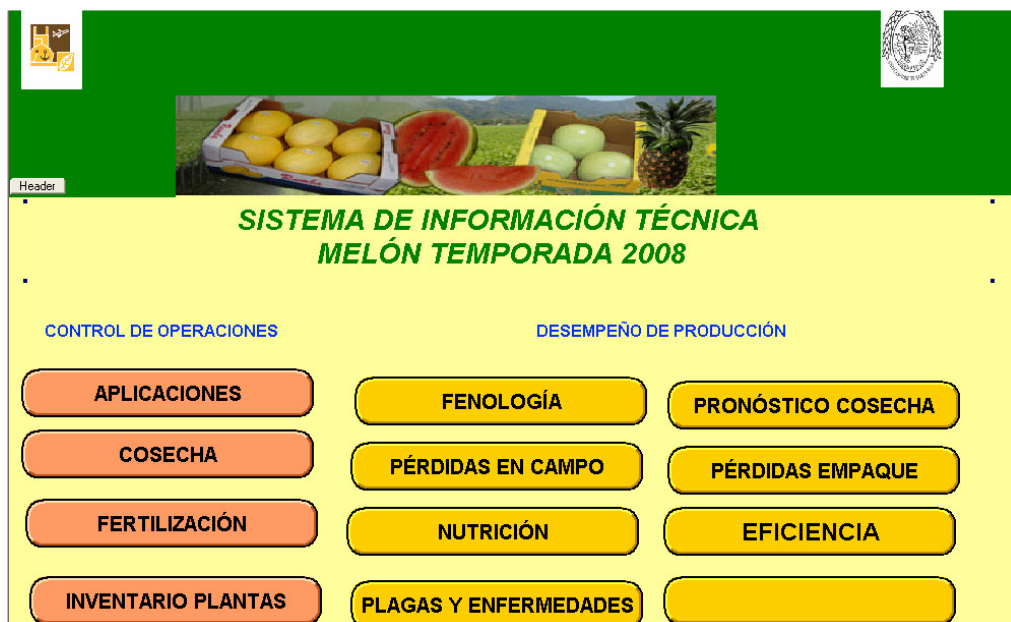 Header
SISTEMA DE INFORMACIÓN TÉCNICA
MELÓN TEMPORADA 2008
CONTROL DE OPERACIONES
DESEMPEÑO DE PRODUCCIÓN
APLICACIONES
FENOLOGÍA
PRONÓSTICO COSECHA
COSECHA
PÉRDIDAS EN CAMPO
PÉRDIDAS EMPAQUE
FERTILIZACIÓN
NUTRICIÓN
EFICIENCIA
INVENTARIO PLANTAS
PLAGAS Y ENFERMEDADES